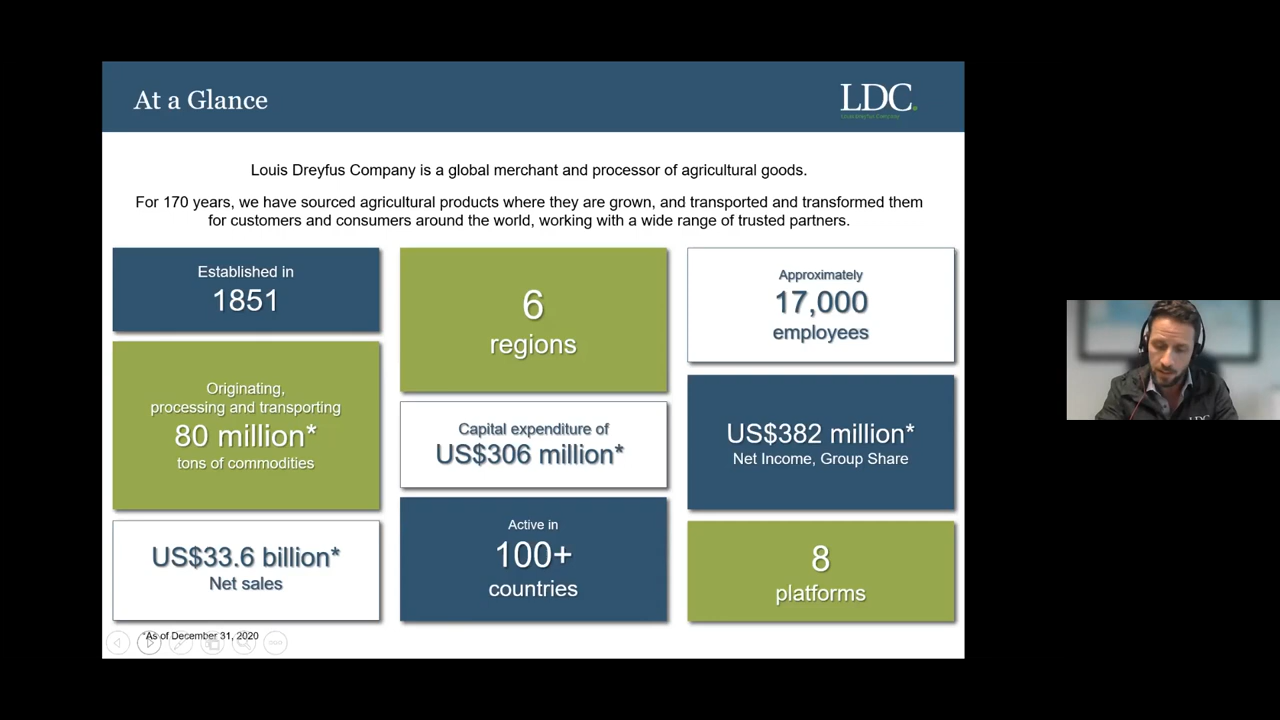 At a Glance
LDC.
Louis Dreyfus Company
Louis Dreyfus Company is a global merchant and processor of agricultural goods.
For 170 years, we have sourced agricultural products where they are grown, and transported and transformed them
for customers and consumers around the world, working with a wide range of trusted partners.
Established in
1851
Originating,
processing and transporting
80 million*
tons of commodities
US$33.6 billion*
Net sales
6
regions
Capital expenditure of
US$306 million*
Active in
100+
countries
Approximately
17,000
employees
US$382 million*
Net Income, Group Share
8
platforms
*As of December 31, 2020
LDC